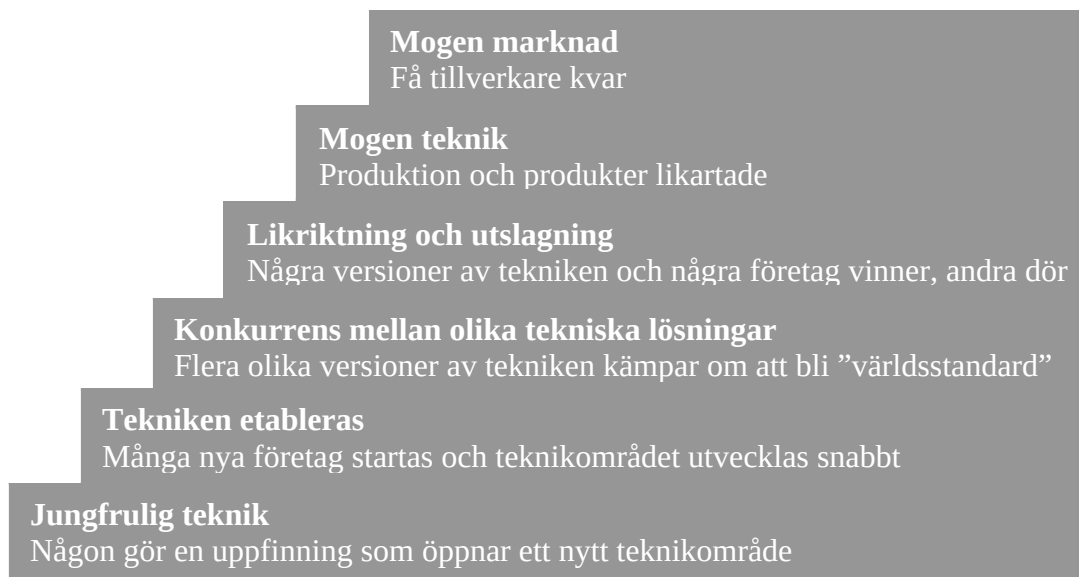 Mogen marknad
Få tillverkare kvar
Mogen teknik
Produktion och produkter likartade
Likriktning och utslagning
Några versioner av tekniken och några företag vinner, andra dör
Konkurrens mellan olika tekniska lösningar
Flera olika versioner av tekniken kämpar om att bli ”världsstandard”
Tekniken etableras
Många nya företag startas och teknikområdet utvecklas snabbt
Jungfrulig teknik
Någon gör en uppfinning som öppnar ett nytt teknikområde